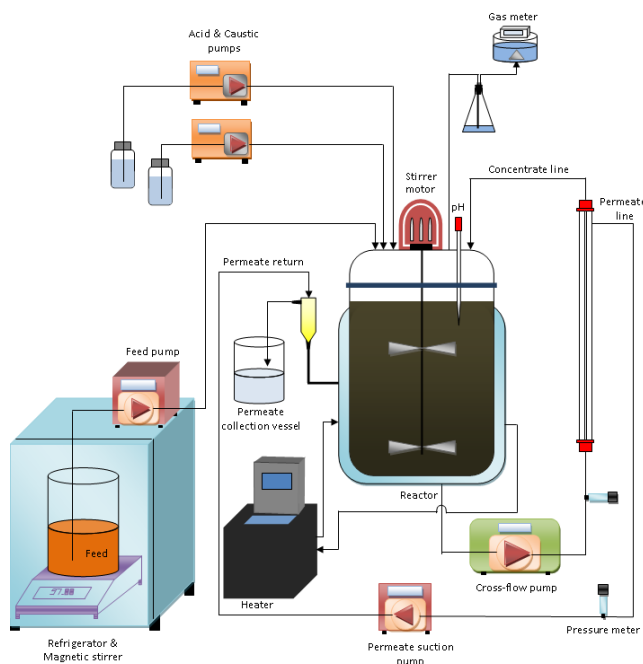 Gas meter
Acid & Caustic
pumps
Stirrer
motor
Concentrate line
pH
Permeate
line
Permeate return
Feed pump
Permeate
collection vessel
Reactor
Feed
Heater
Cross-flow pump
Pressure meter
Refrigerator &
Magnetic stirrer
Permeate suction
pump